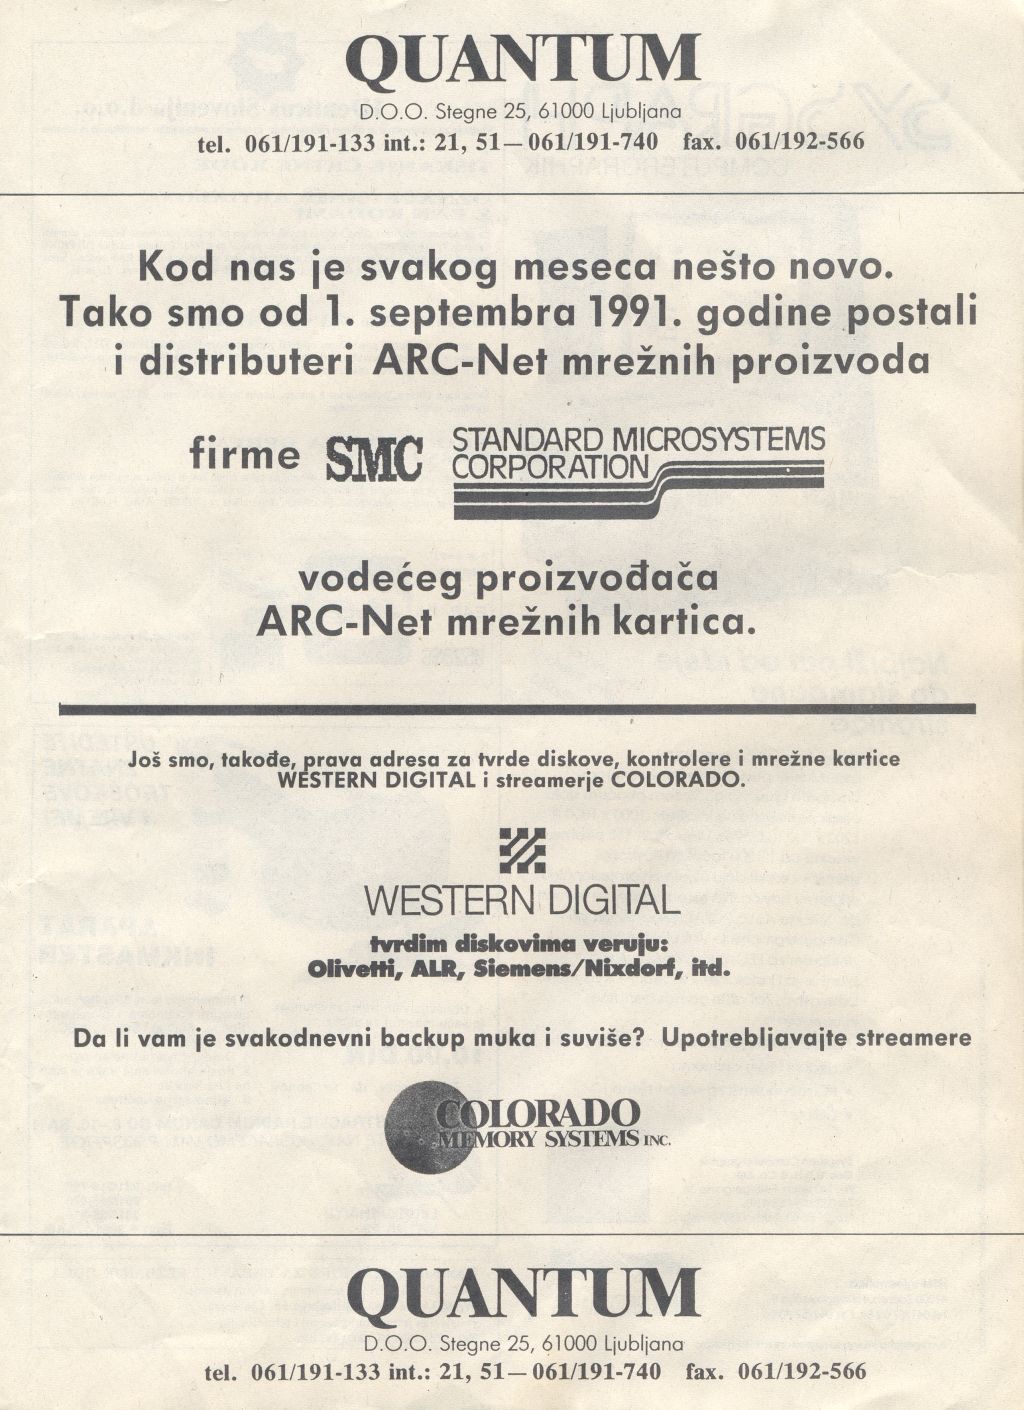 QUANTUM
D.O.O. Stegne 25, 61000 Ljubljana
tel. 061/191-133 int.: 21, 51—061/191-740 fax. 061/192-566
Kod nas je svakog meseca nešto novo.
Tako smo od 1. septembra 1991. godine postali
i distributeri ARC-Net mrežnih proizvoda
firme SMC STANDARD MICROSYSTEMS
CORPORATION
vodećeg proizvođača
ARC-Net mrežnih kartica.
Još smo, takođe, prava adresa za tvrde diskove, kontrolere i mrežne kartice
WESTERN DIGITAL i streamerje COLORADO.
WESTERN DIGITAL
tvrdim diskovima veruju:
Olivetti, ALR, Siemens/Nixdorf, itd.
Da li vam je svakodnevni backup muka i suviše? Upotrebljavajte streamere
COLORADO
MEMORY SYSTEMS INC.
QUANTUM
D.O.O. Stegne 25, 61000 Ljubljana
tel. 061/191-133 int.: 21, 51—061/191-740 fax. 061/192-566